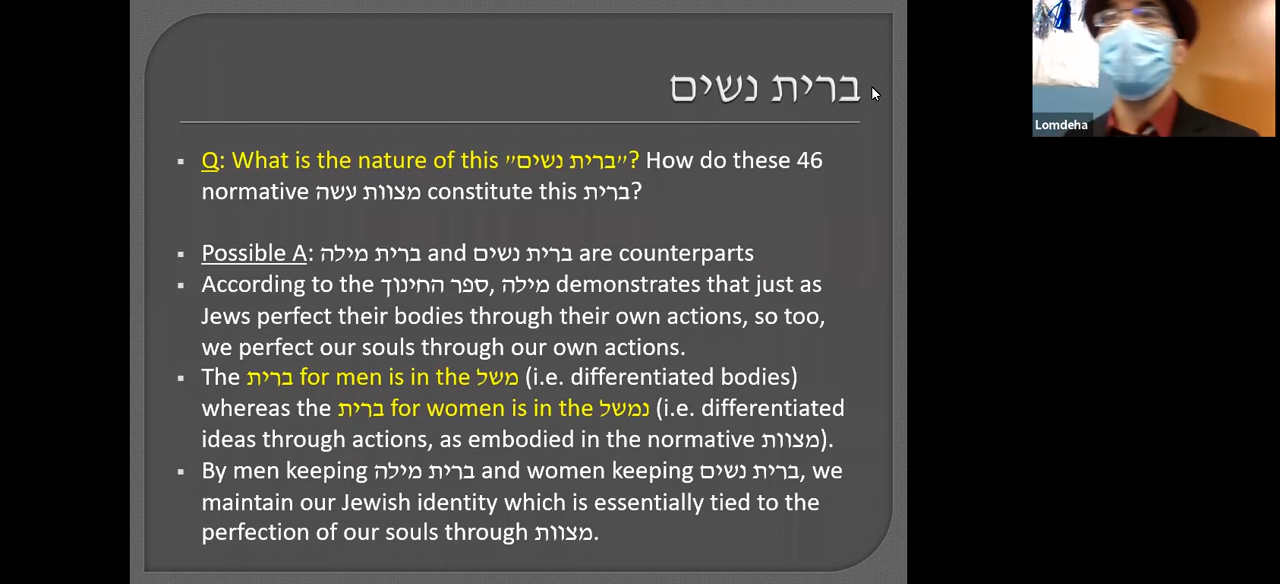 ברית נשים
Q: What is the nature of this "ברית נשים"? How do these 46
normative מצוות עשה constitute this ברית?
Possible A: ברית מילה and ברית נשים are counterparts
According to the ספר החינוך, מילה demonstrates that just as
Jews perfect their bodies through their own actions, so too,
we perfect our souls through our own actions.
The ברית for men is in the משל (i.e. differentiated bodies)
whereas the ברית for women is in the נמשל (i.e. differentiated
ideas through actions, as embodied in the normative מצוות).
By men keeping ברית מילה and women keeping ברית נשים, we
maintain our Jewish identity which is essentially tied to the
perfection of our souls through מצוות.
Lomdeha